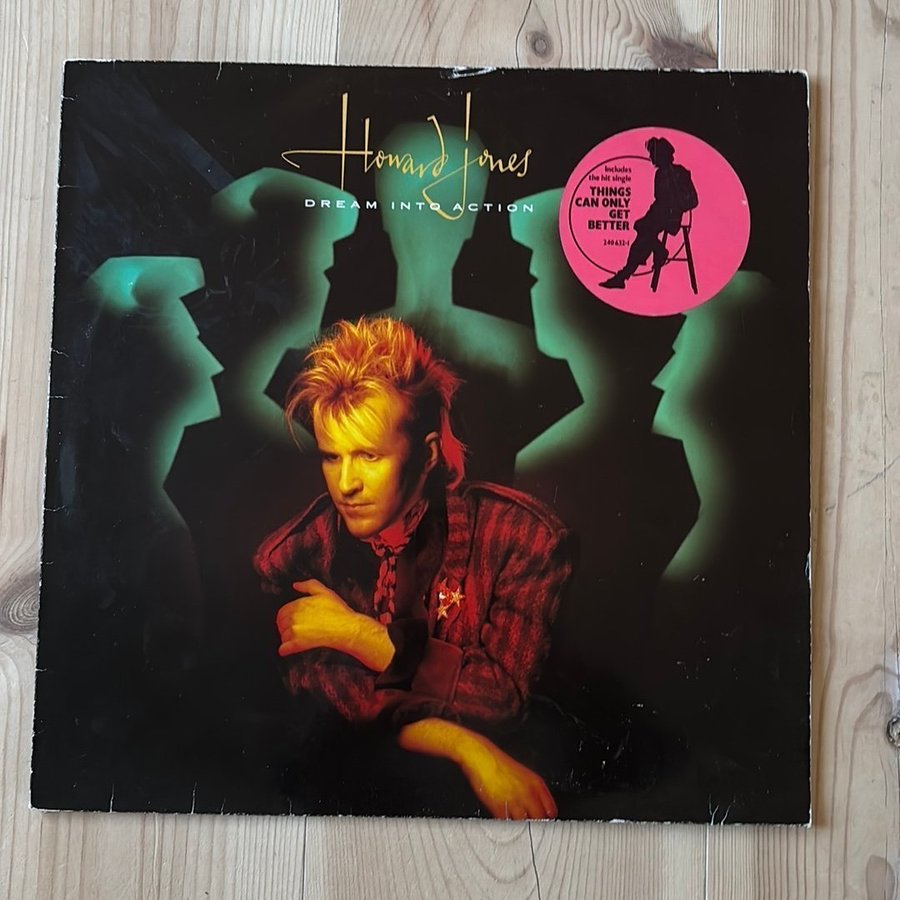 Howard Jones
DREAM INTO ACTION
Includes
the hit single
THINGS
CAN ONLY
GET
BETTER
240 632-1